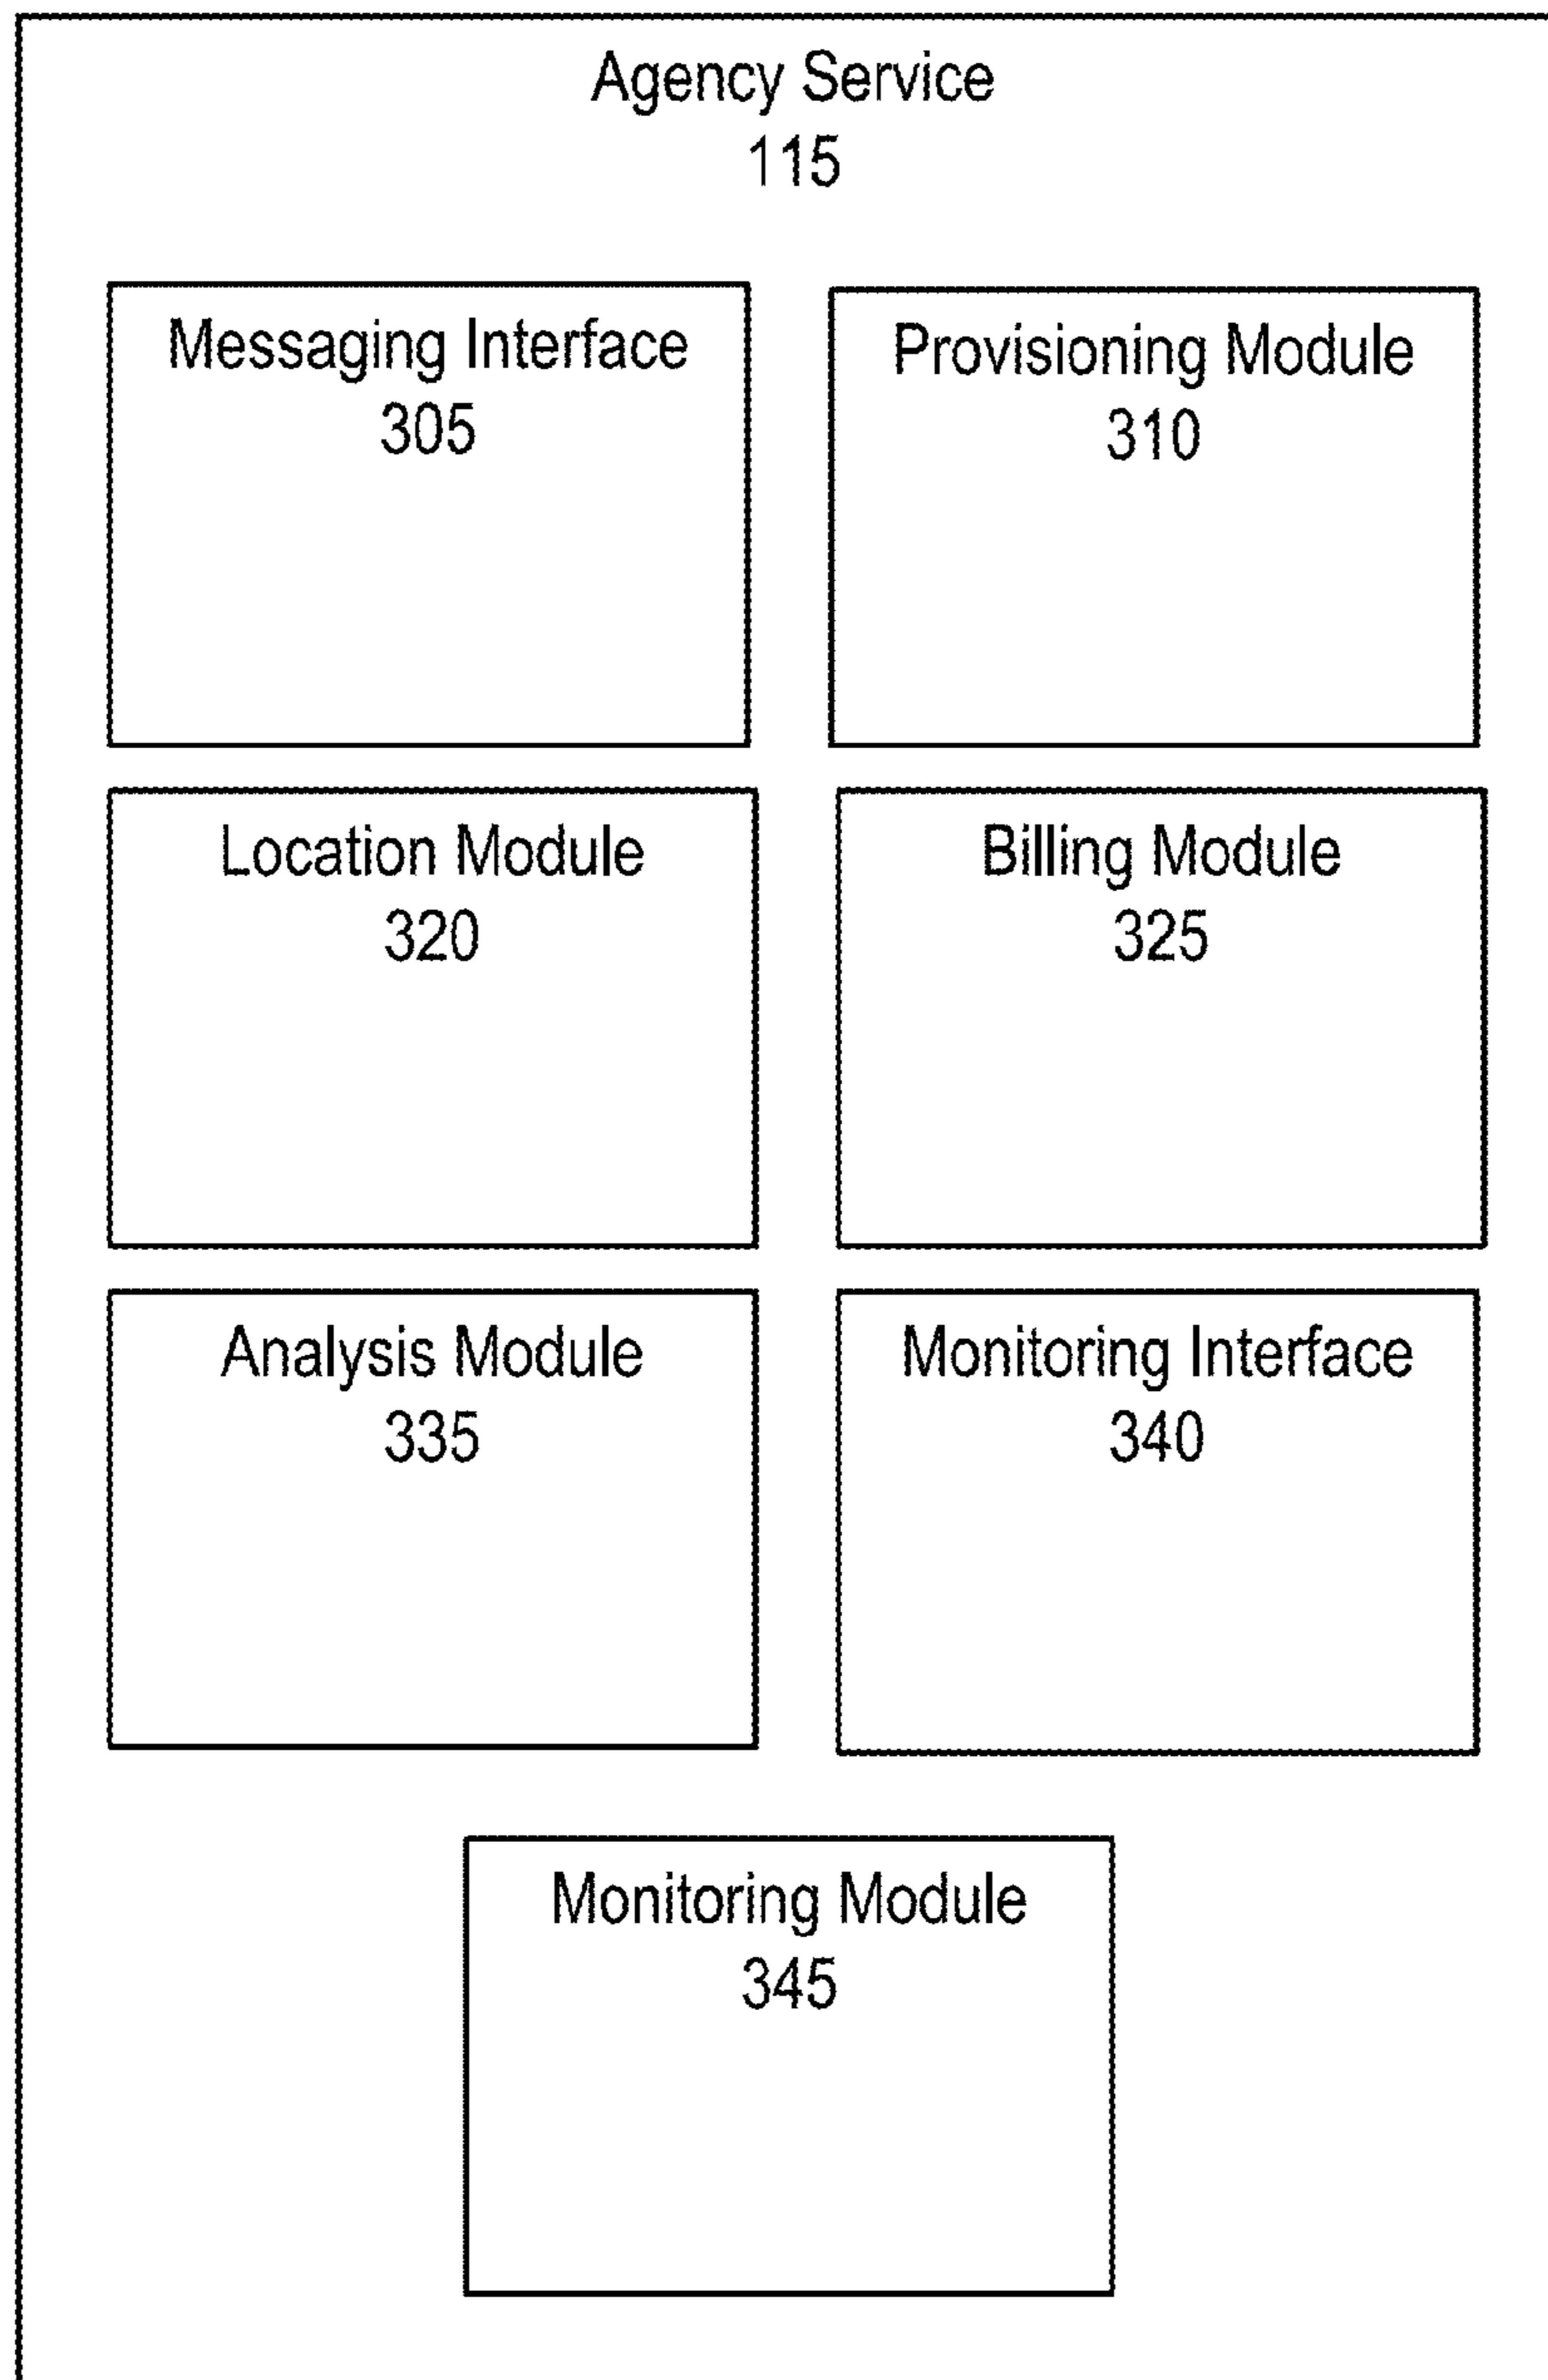 Agency Service
115
Messaging Interface
305
Provisioning Module
310
Location Module
320
Billing Module
325
Analysis Module
335
Monitoring Interface
340
Monitoring Module
345